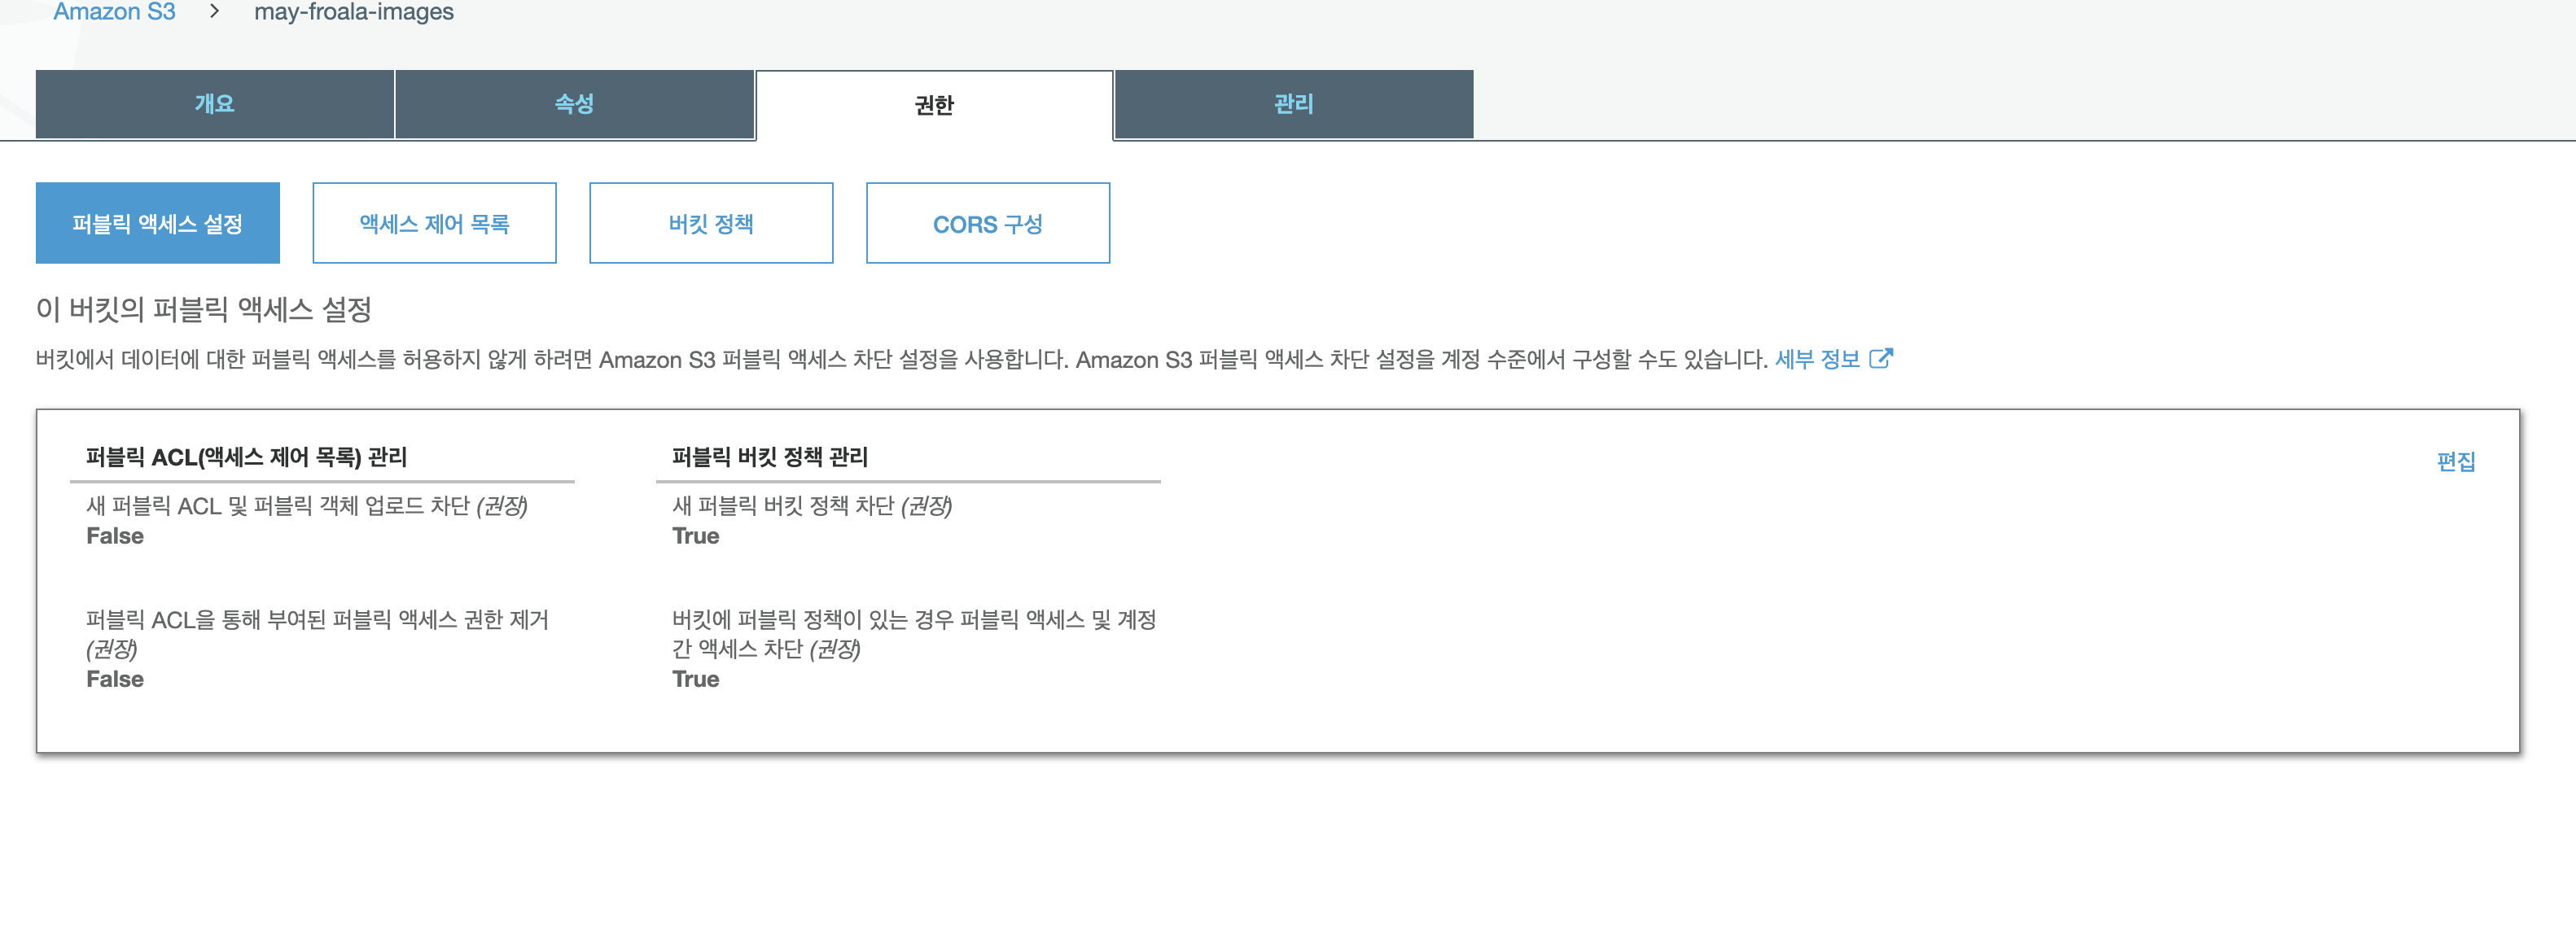 Amazon S3 > may-froala-images
개요 속성 권한 관리
퍼블릭 액세스 설정 액세스 제어 목록 버킷 정책 CORS 구성
이 버킷의 퍼블릭 액세스 설정
버킷에서 데이터에 대한 퍼블릭 액세스를 허용하지 않게 하려면 Amazon S3 퍼블릭 액세스 차단 설정을 사용합니다. Amazon S3 퍼블릭 액세스 차단 설정을 계정 수준에서 구성할 수도 있습니다. 세부 정보
퍼블릭 ACL(액세스 제어 목록) 관리
새 퍼블릭 ACL 및 퍼블릭 객체 업로드 차단 (권장)
False
퍼블릭 ACL을 통해 부여된 퍼블릭 액세스 권한 제거
(권장)
False
퍼블릭 버킷 정책 관리
새 퍼블릭 버킷 정책 차단 (권장)
True
버킷에 퍼블릭 정책이 있는 경우 퍼블릭 액세스 및 계정
간 액세스 차단 (권장)
True
편집